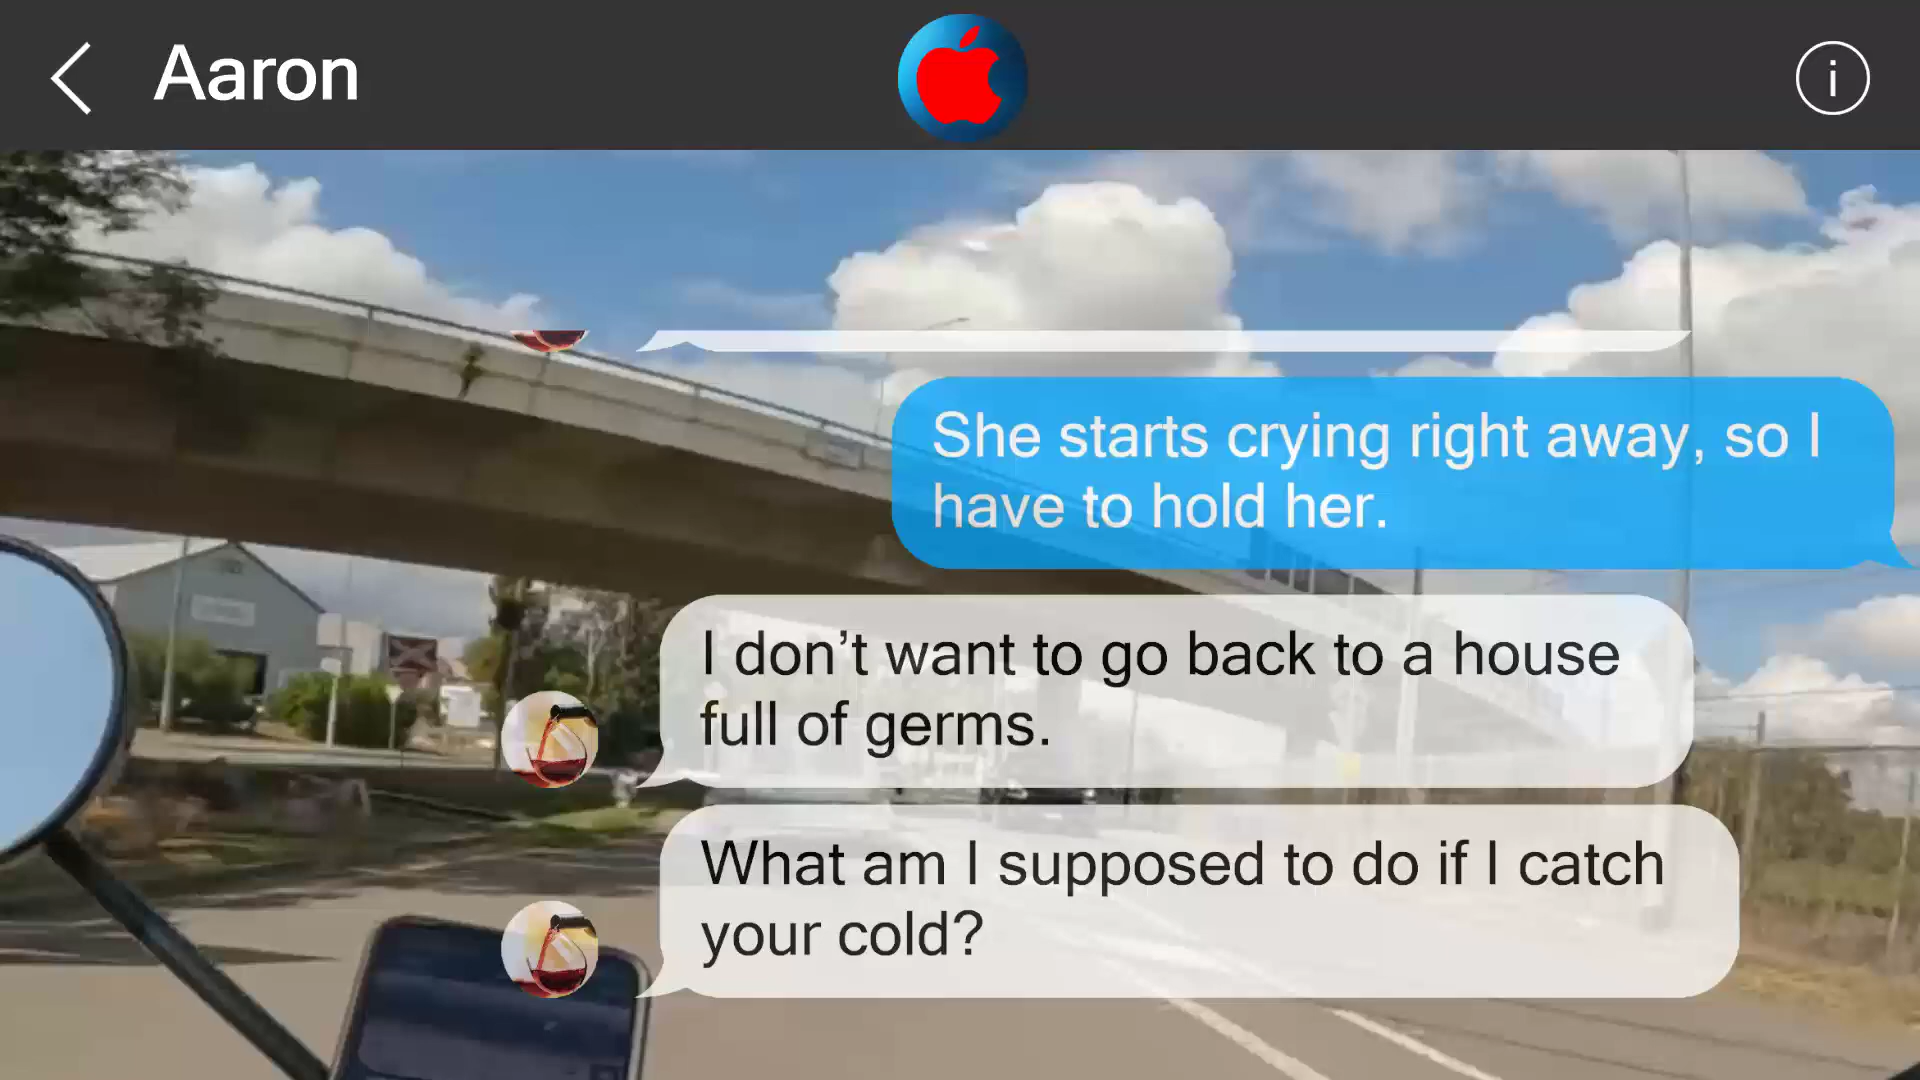 Aaron
She starts crying right away, so I
have to hold her.
I don’t want to go back to a house
full of germs.
What am I supposed to do if I catch
your cold?